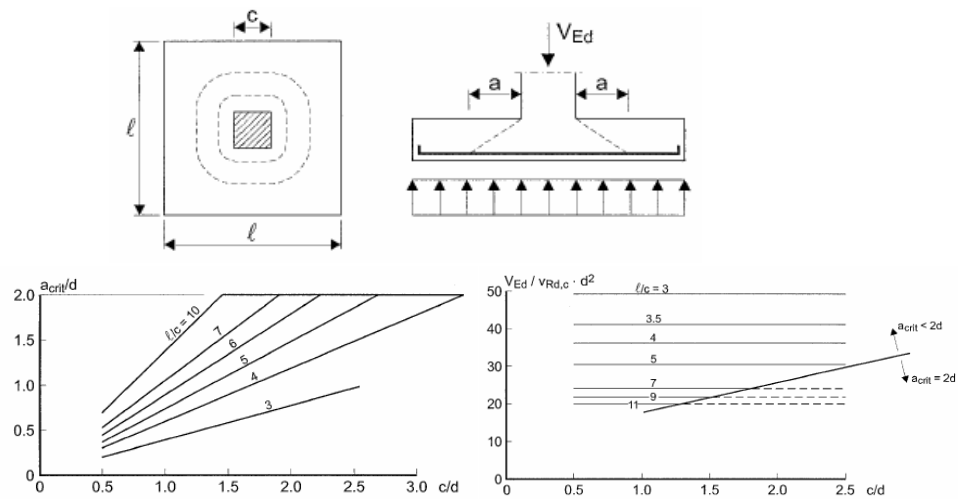 c
V_Ed
ℓ
a a
ℓ
a_crit/d
2.0
1.5
1.0
0.5
0
0.5 1.0 1.5 2.0 2.5 3.0 c/d
ℓ/c = 10
7
6
5
4
3
V_Ed / v_Rd,c · d²
50
40
30
20
10
0
0 0.5 1.0 1.5 2.0 2.5 c/d
ℓ/c = 3
3.5
4
5
7
9
11
a_crit < 2d
a_crit = 2d